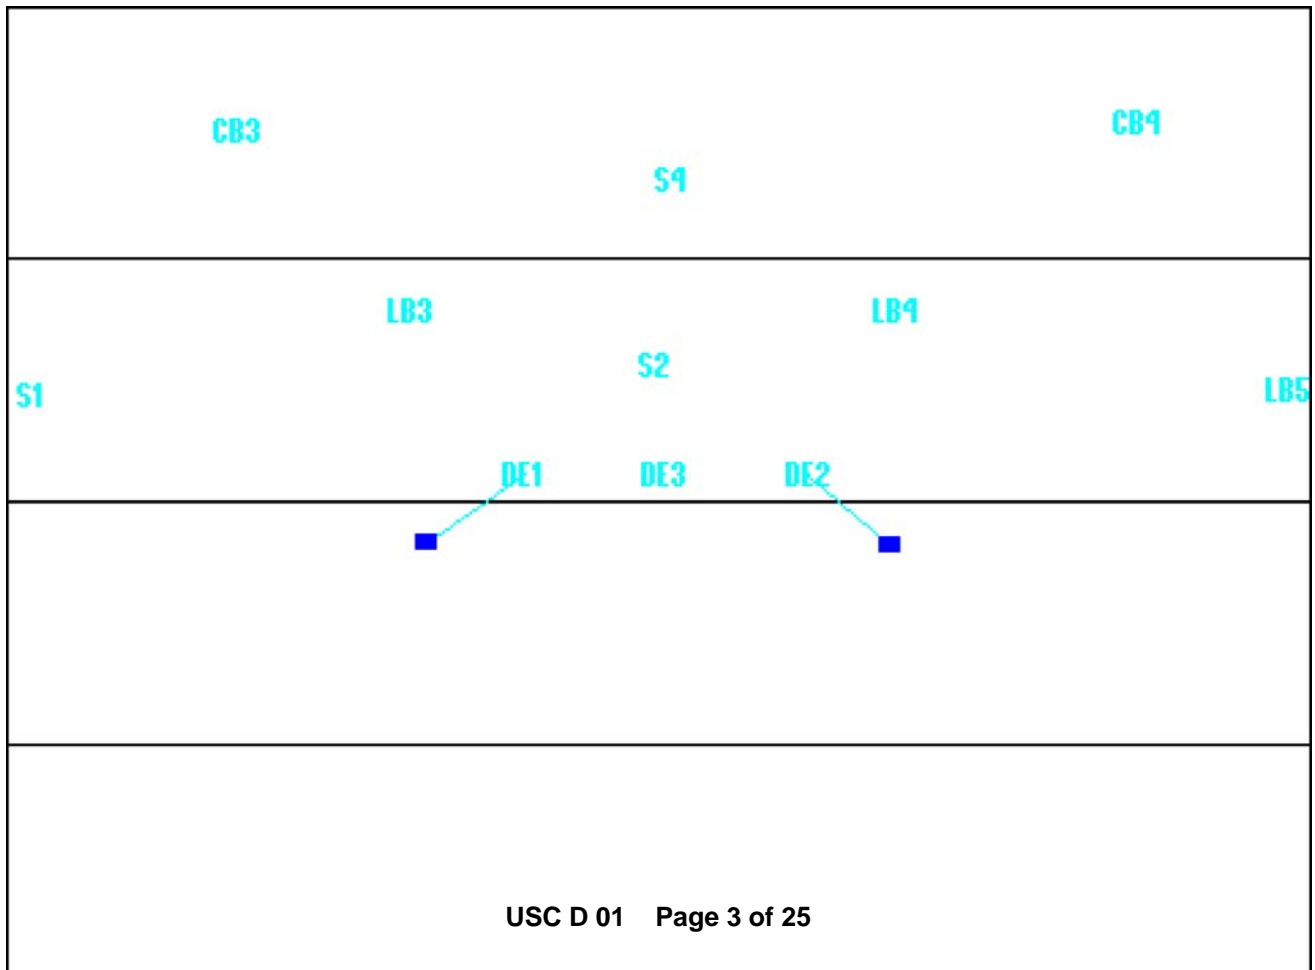 CB3
CB4
S4
LB3
LB4
S2
S1
LB5
DE1 DE3 DE2
USC D 01 Page 3 of 25